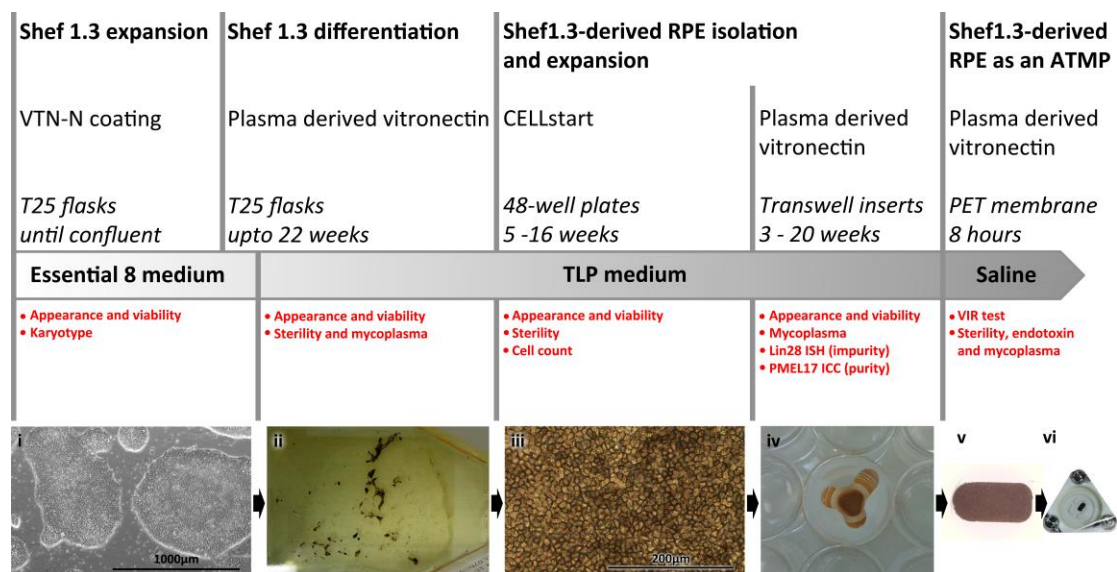 Shef 1.3 expansion
VTN-N coating
T25 flasks
until confluent
Shef 1.3 differentiation
Plasma derived vitronectin
T25 flasks
upto 22 weeks
Shef1.3-derived RPE isolation
and expansion
CELLstart
48-well plates
5 -16 weeks
Plasma derived
vitronectin
Transwell inserts
3 - 20 weeks
Shef1.3-derived
RPE as an ATMP
Plasma derived
vitronectin
PET membrane
8 hours
Essential 8 medium
TLP medium
Saline
• Appearance and viability
• Karyotype
• Appearance and viability
• Sterility and mycoplasma
• Appearance and viability
• Sterility
• Cell count
• Appearance and viability
• Mycoplasma
• Lin28 ISH (impurity)
• PMEL17 ICC (purity)
• VIR test
• Sterility, endotoxin
and mycoplasma
i
1000µm
ii
iii
200µm
iv
v
vi